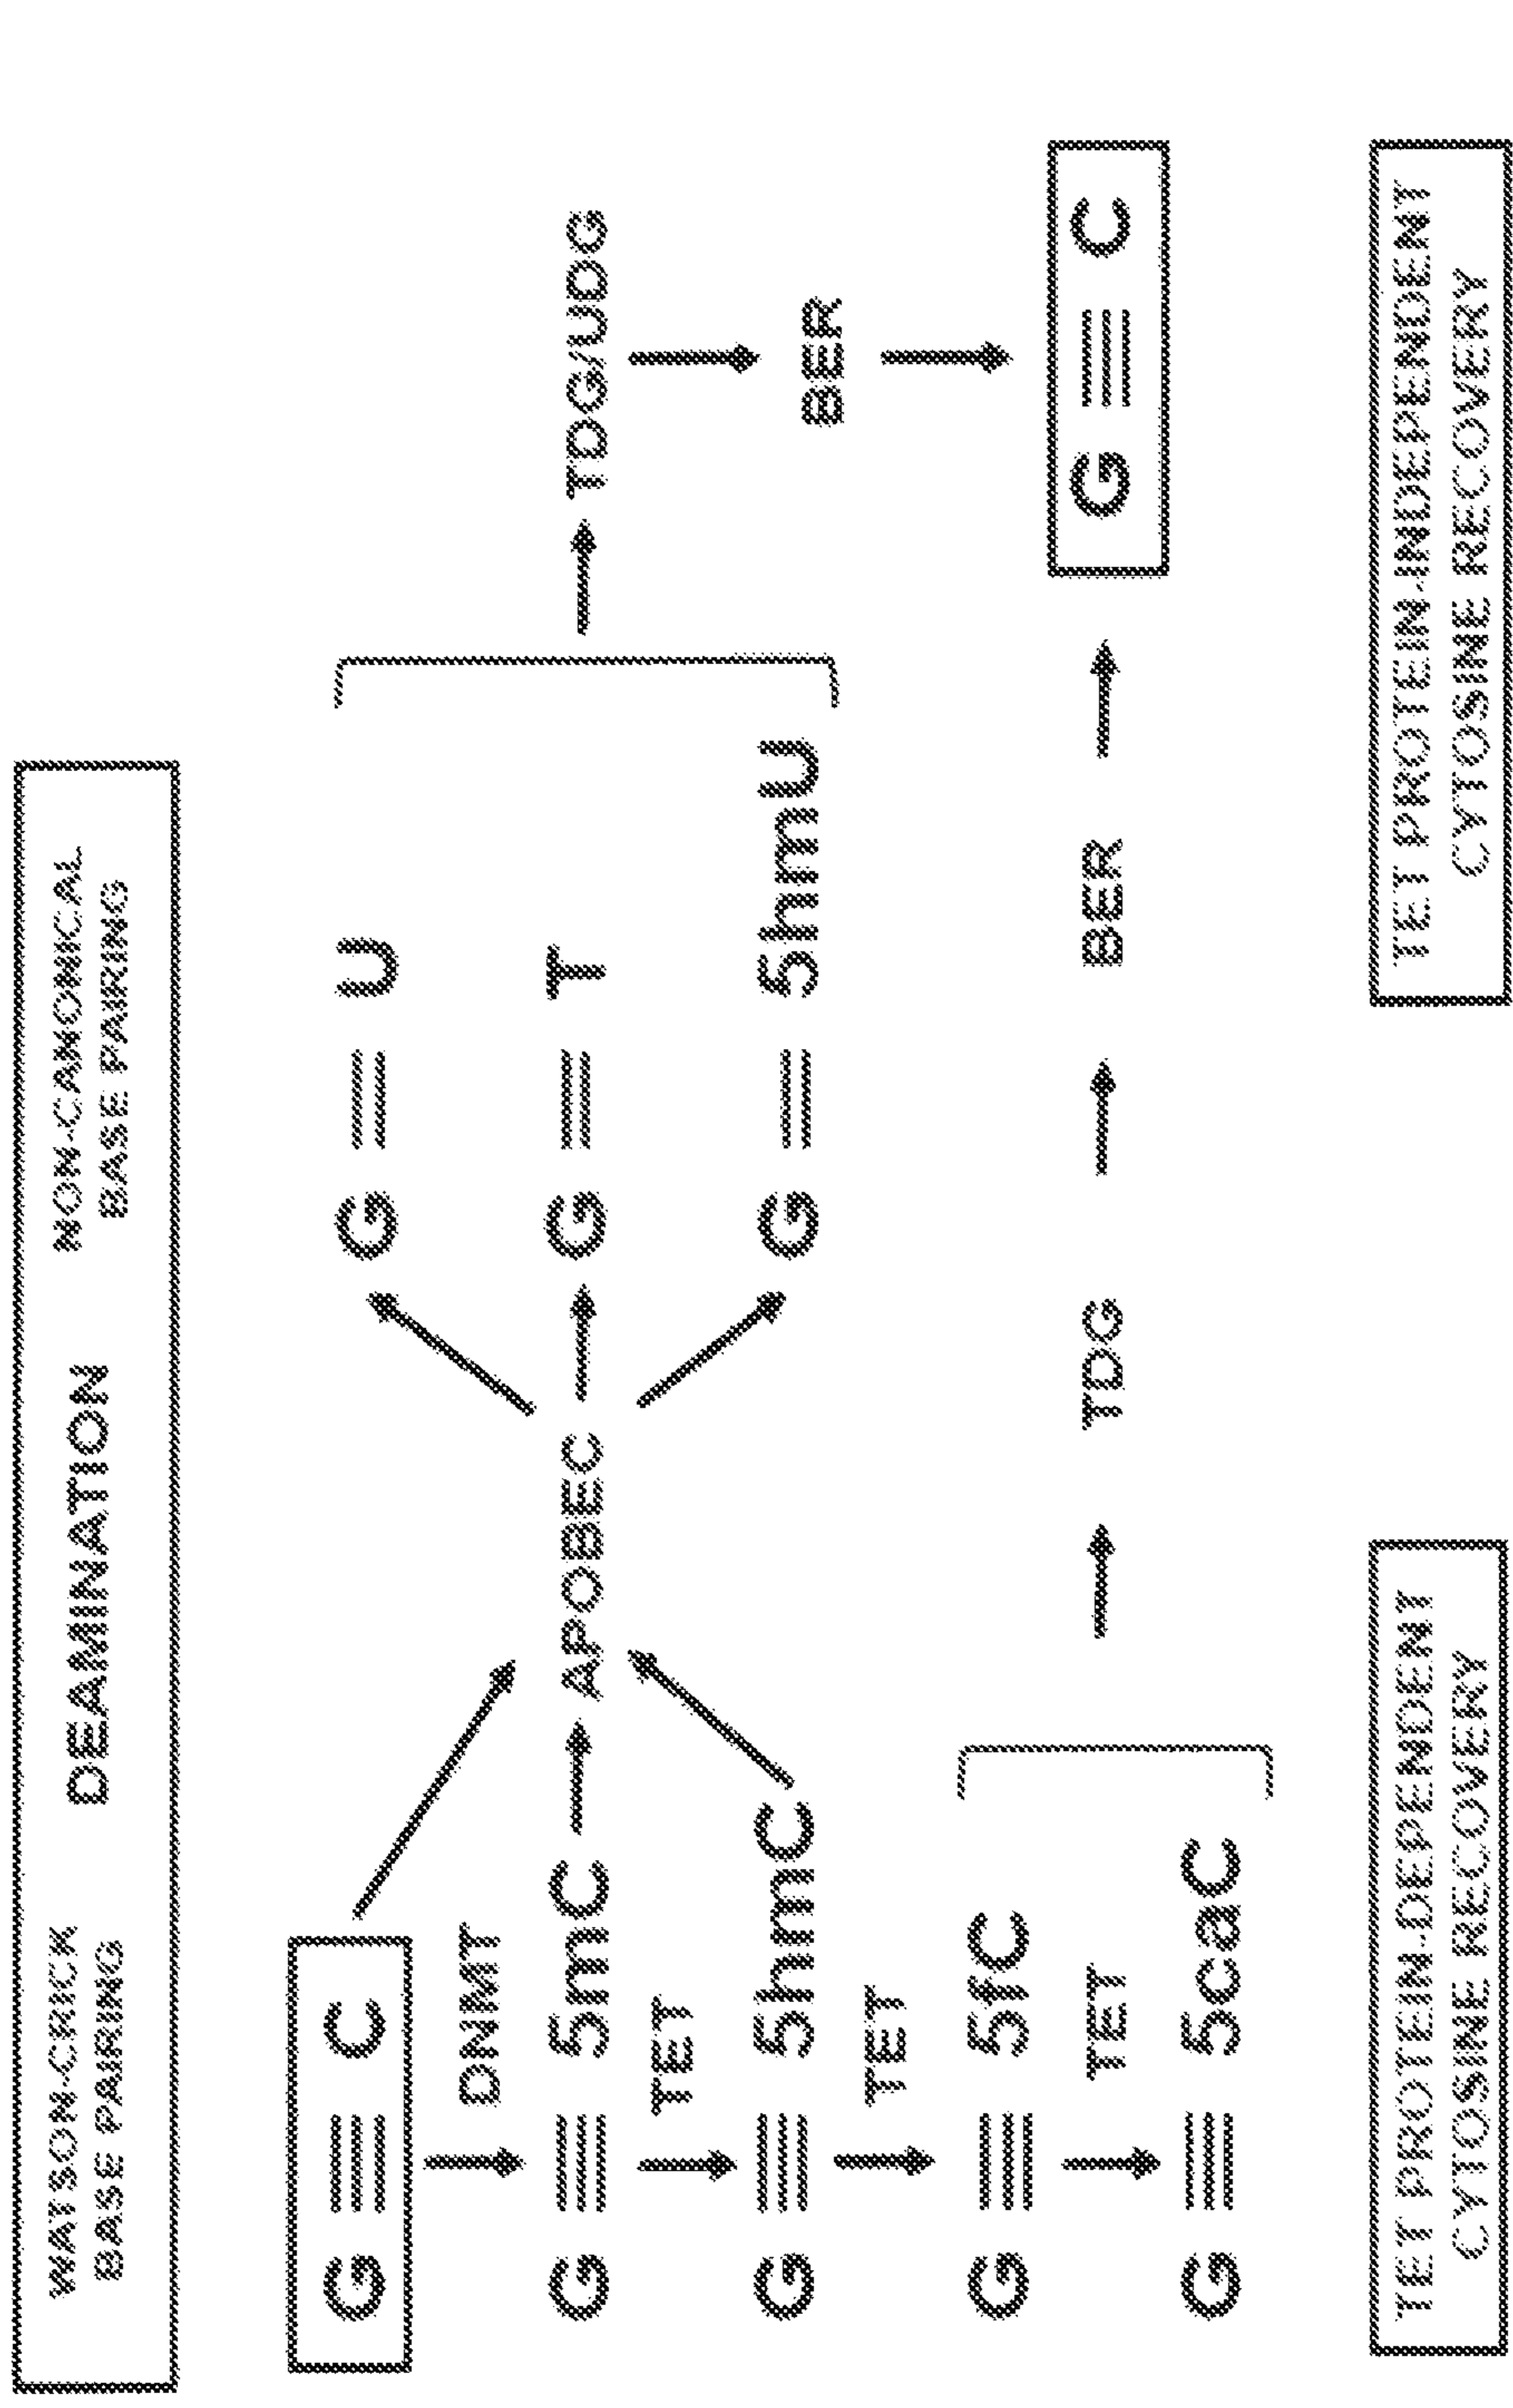 WATSON-CRICK
BASE PAIRING
DEAMINATION
NON-CANONICAL
BASE PAIRING
G ≡ C
DNMT
G ≡ 5mC
TET
G ≡ 5hmC
TET
G ≡ 5fC
TET
G ≡ 5caC
APOBEC
G = U
G = T
G = 5hmU
TDG/UDG
BER
TDG
BER
G ≡ C
TET PROTEIN-DEPENDENT
CYTOSINE RECOVERY
TET PROTEIN-INDEPENDENT
CYTOSINE RECOVERY